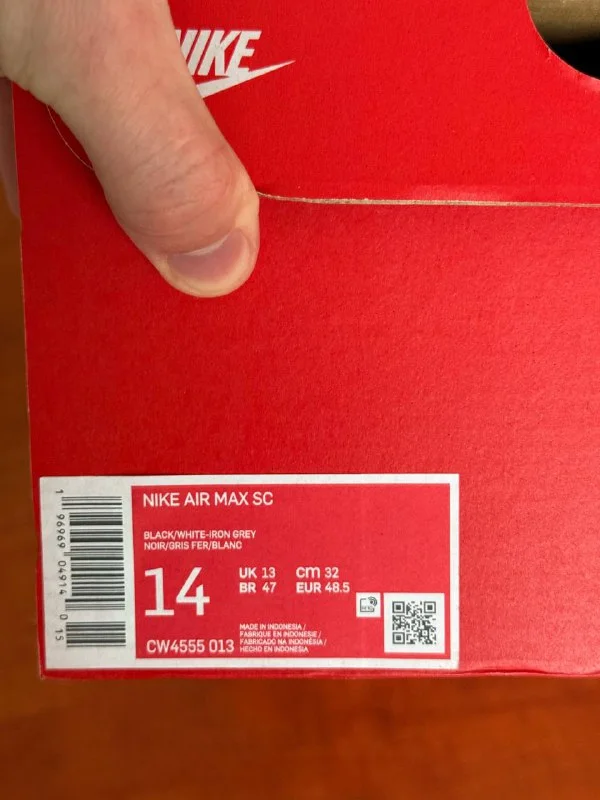 NIKE
NIKE AIR MAX SC
BLACK/WHITE-IRON GREY
NOIR/GRIS FER/BLANC
14
UK 13 cm 32
BR 47 EUR 48.5
CW4555 013
MADE IN INDONESIA /
FABRIQUE EN INDONESIE /
FABRICADO NA INDONÉSIA /
HECHO EN INDONESIA
1 96969 04914 0 15